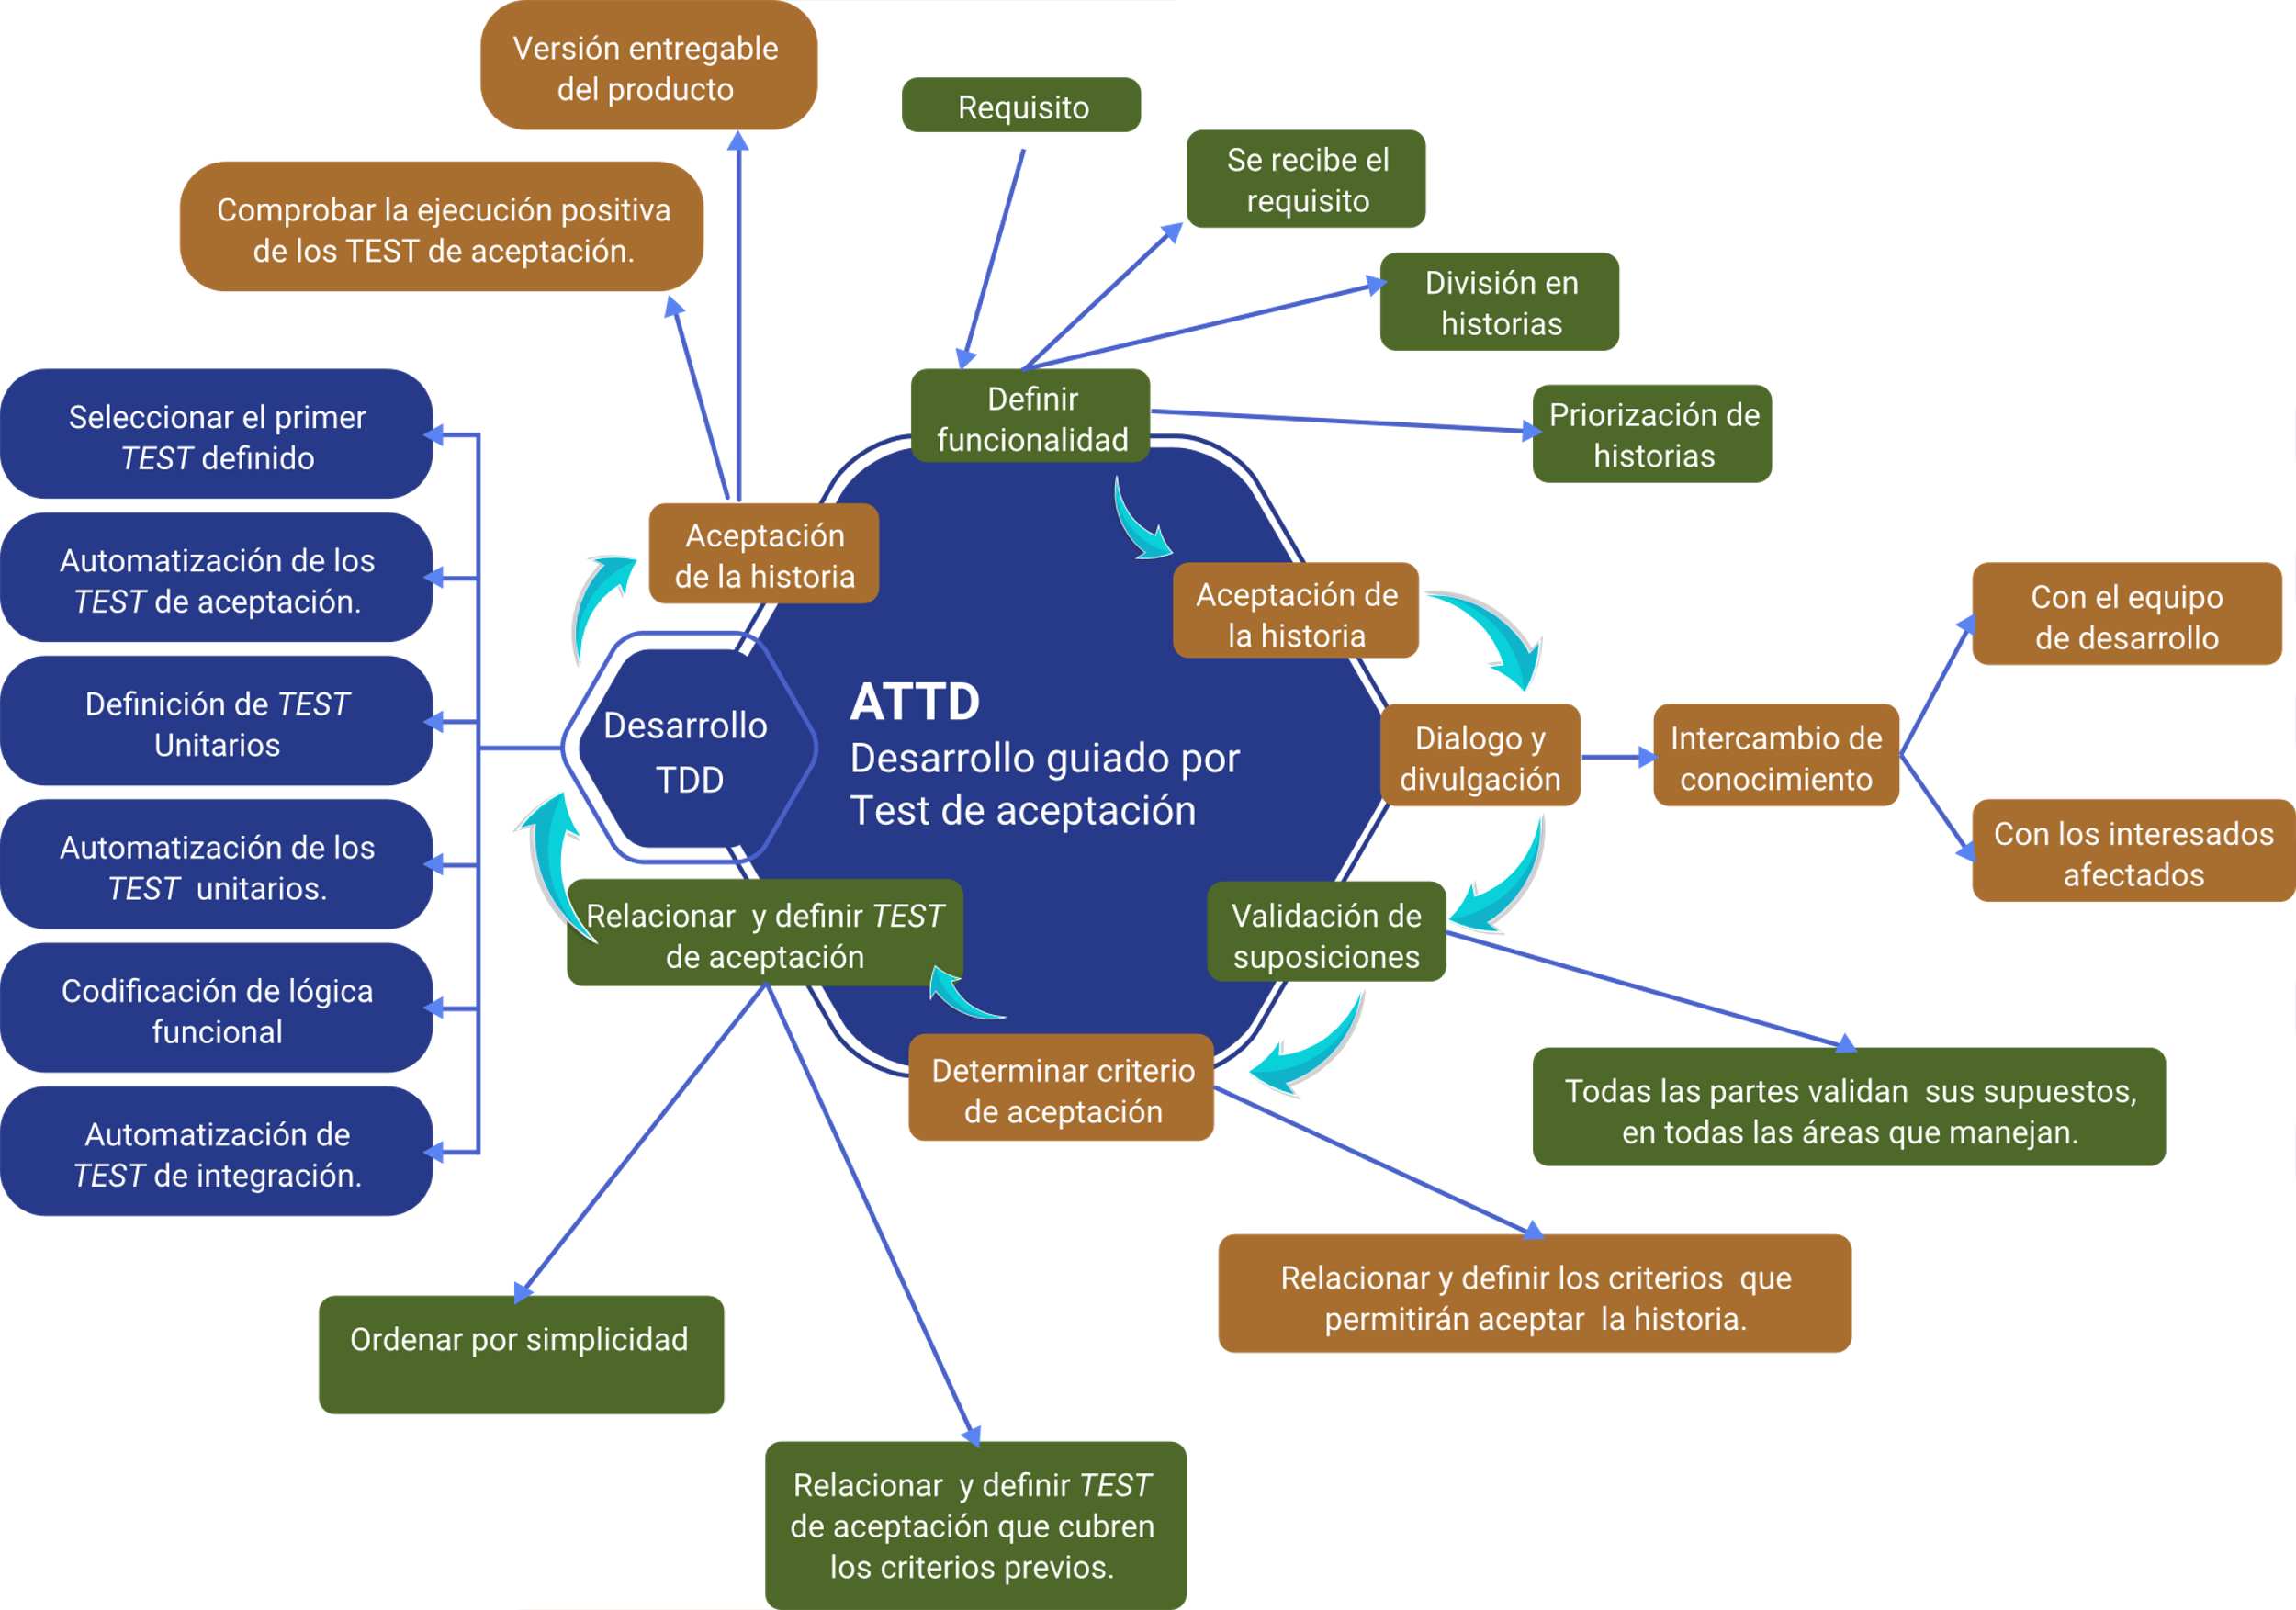 Versión entregable
del producto
Requisito
Se recibe el
requisito
Comprobar la ejecución positiva
de los TEST de aceptación.
División en
historias
Definir
funcionalidad
Priorización de
historias
Seleccionar el primer
TEST definido
Automatización de los
TEST de aceptación.
Definición de TEST
Unitarios
Automatización de los
TEST unitarios.
Codificación de lógica
funcional
Automatización de
TEST de integración.
Aceptación
de la historia
Aceptación de
la historia
Desarrollo
TDD
ATTD
Desarrollo guiado por
Test de aceptación
Dialogo y
divulgación
Intercambio de
conocimiento
Con el equipo
de desarrollo
Con los interesados
afectados
Relacionar y definir TEST
de aceptación
Validación de
suposiciones
Determinar criterio
de aceptación
Todas las partes validan sus supuestos,
en todas las áreas que manejan.
Relacionar y definir los criterios que
permitirán aceptar la historia.
Ordenar por simplicidad
Relacionar y definir TEST
de aceptación que cubren
los criterios previos.